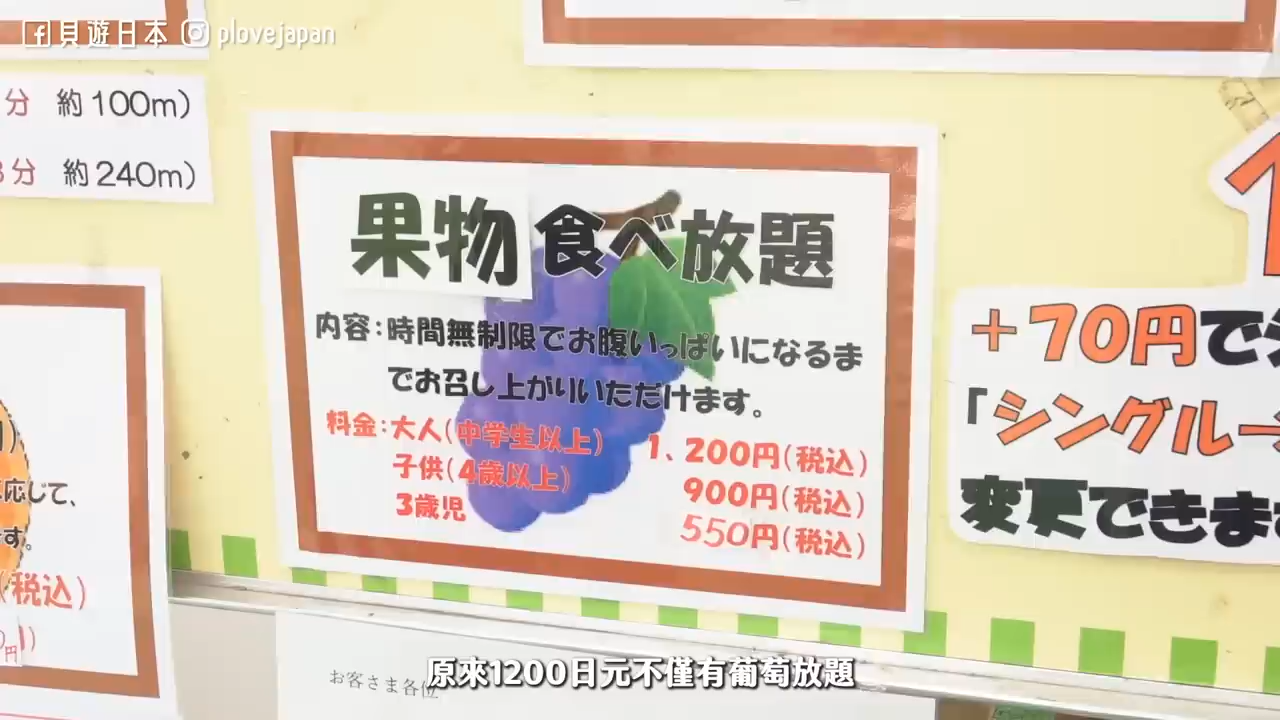 貝遊日本 plovejapan
分 約100m)
3分 約240m)
果物食べ放題
内容:時間無制限でお腹いっぱいになるま
でお召し上がりいただけます。
料金:大人(中学生以上) 1、200円(税込)
子供(4歳以上) 900円(税込)
3歳児 550円(税込)
+70円で
「シングル
変更できま
応じて、
す。
(税込)
円)
お客さま各位
原來1200日元不僅有葡萄放題